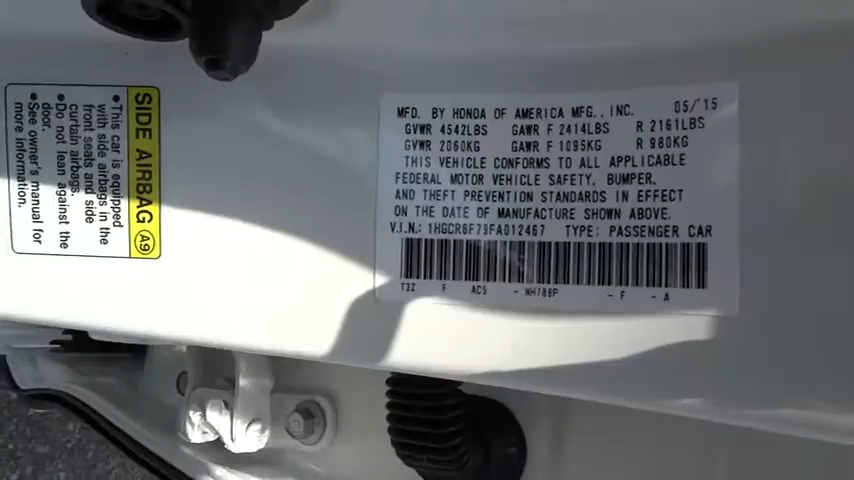 MFD. BY HONDA OF AMERICA MFG., INC. 05/'15
GVWR 4542LBS GAWR F 2414LBS R 2161LBS
GVWR 2060KG GAWR F 1095KG R 980KG
THIS VEHICLE CONFORMS TO ALL APPLICABLE
FEDERAL MOTOR VEHICLE SAFETY, BUMPER,
AND THEFT PREVENTION STANDARDS IN EFFECT
ON THE DATE OF MANUFACTURE SHOWN ABOVE.
V.I.N.: 1HGCR6F79FA012467 TYPE: PASSENGER CAR
T3Z F AC5 - NH788P - F - A
SIDE AIRBAG A9
•This car is equipped
with side airbags in the
front seats and side
curtain airbags.
•Do not lean against the
door.
•See owner's manual for
more information.